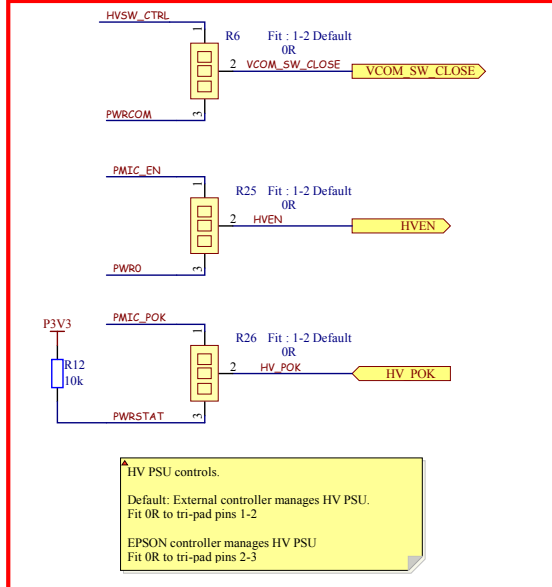 HVSW_CTRL
1
R6 Fit : 1-2 Default
0R
2 VCOM_SW_CLOSE
VCOM_SW_CLOSE
PWRCOM
3
PMIC_EN
1
R25 Fit : 1-2 Default
0R
2 HVEN
HVEN
PWR0
3
PMIC_POK
1
P3V3
R26 Fit : 1-2 Default
0R
2 HV_POK
HV_POK
R12
10k
PWRSTAT
3
HV PSU controls.
Default: External controller manages HV PSU.
Fit 0R to tri-pad pins 1-2
EPSON controller manages HV PSU
Fit 0R to tri-pad pins 2-3